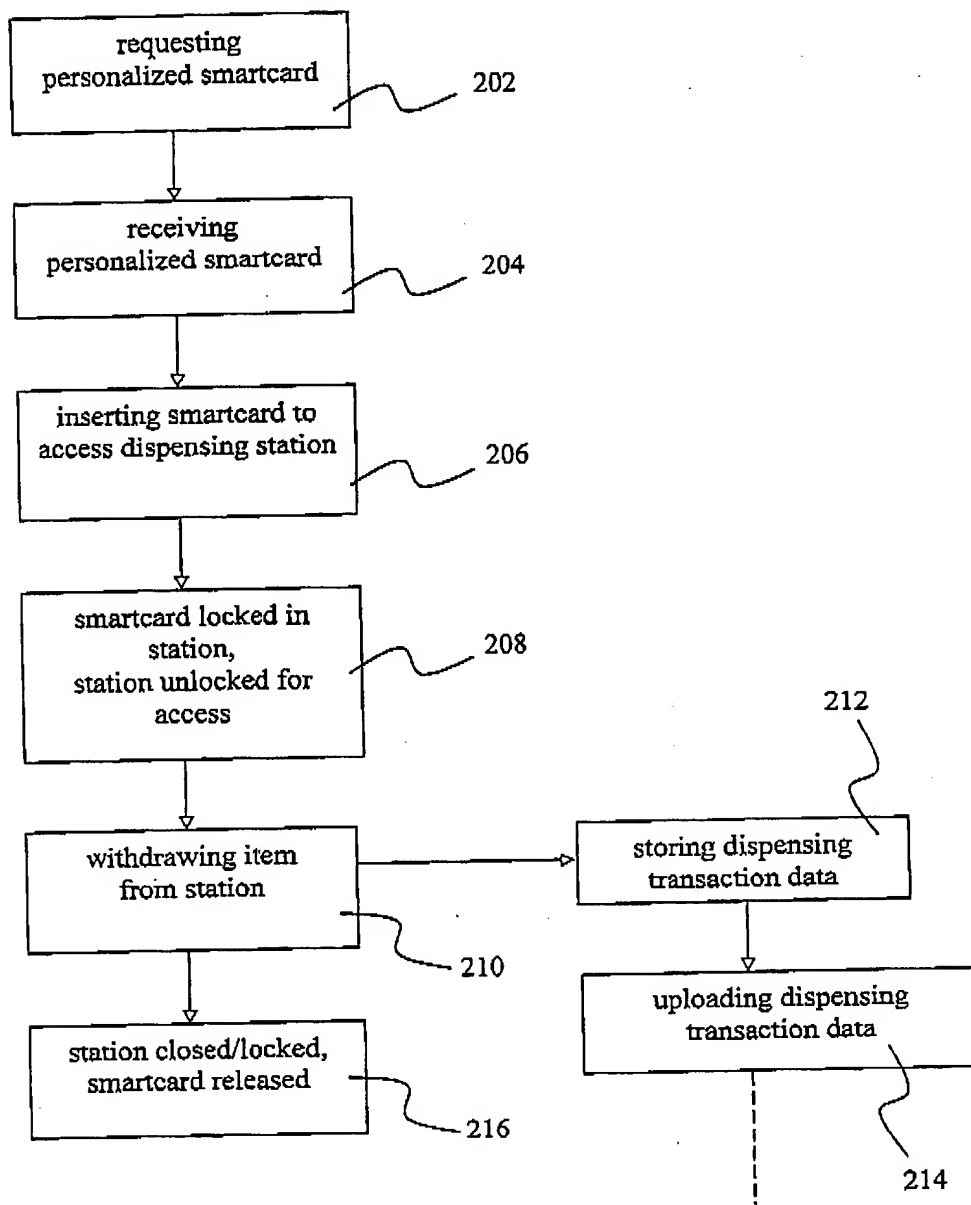 requesting
personalized smartcard
202
receiving
personalized smartcard
204
inserting smartcard to
access dispensing station
206
smartcard locked in
station,
station unlocked for
access
208
withdrawing item
from station
210
212
storing dispensing
transaction data
uploading dispensing
transaction data
214
station closed/locked,
smartcard released
216